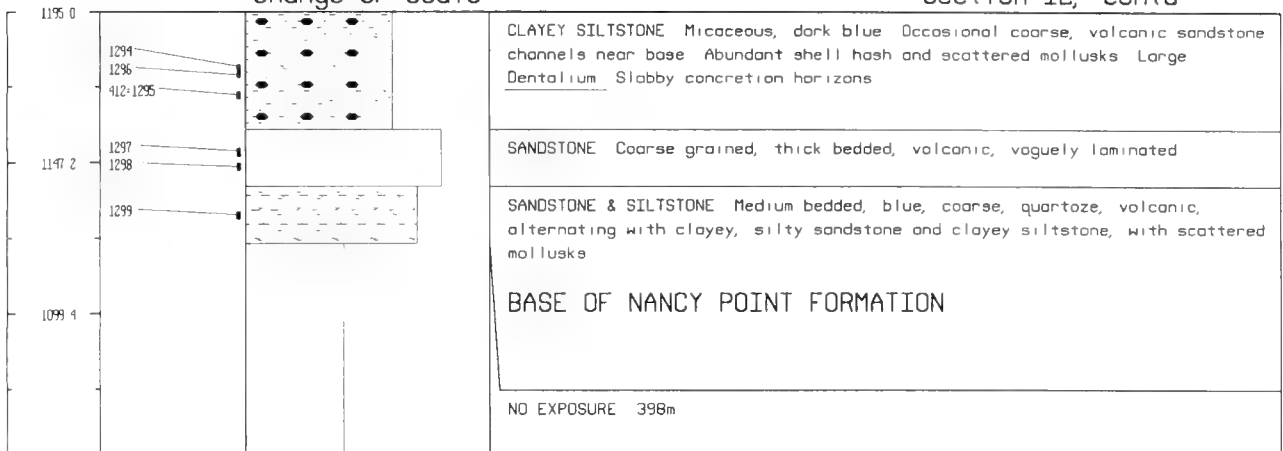 1195 0
CLAYEY SILTSTONE Micaceous, dark blue Occasional coarse, volcanic sandstone
channels near base Abundant shell hash and scattered mollusks Large
Dentalium Slabby concretion horizons
1294
1296
412=1295
1297
1147 2
1298
SANDSTONE Coarse grained, thick bedded, volcanic, vaguely laminated
1299
SANDSTONE & SILTSTONE Medium bedded, blue, coarse, quartoze, volcanic,
alternating with clayey, silty sandstone and clayey siltstone, with scattered
mollusks
BASE OF NANCY POINT FORMATION
1099 4
NO EXPOSURE 398m